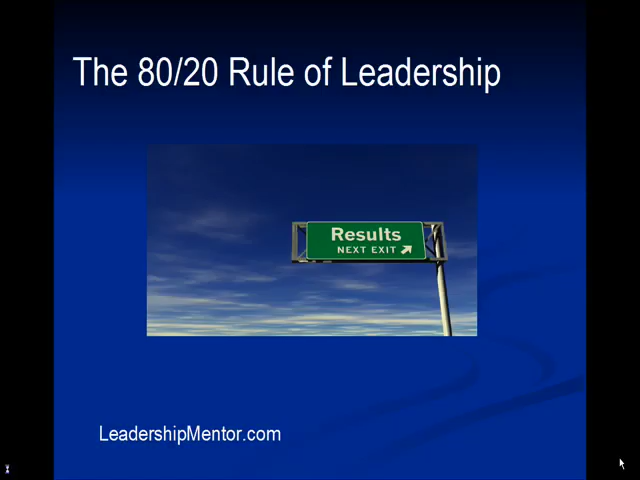 The 80/20 Rule of Leadership
Results
NEXT EXIT
LeadershipMentor.com